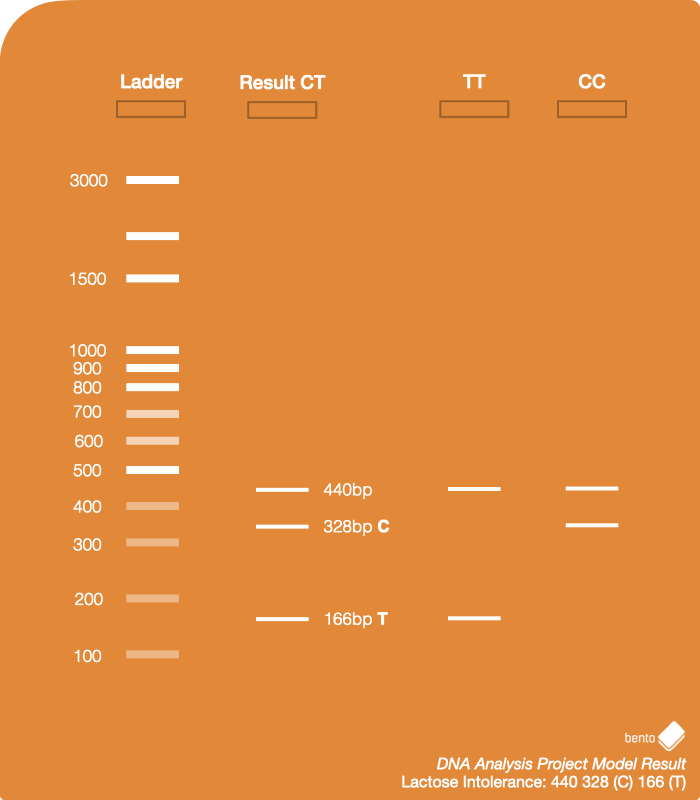 Ladder Result CT TT CC
3000
1500
1000
900
800
700
600
500
440bp
400
328bp C
300
200
166bp T
100
bento
DNA Analysis Project Model Result
Lactose Intolerance: 440 328 (C) 166 (T)